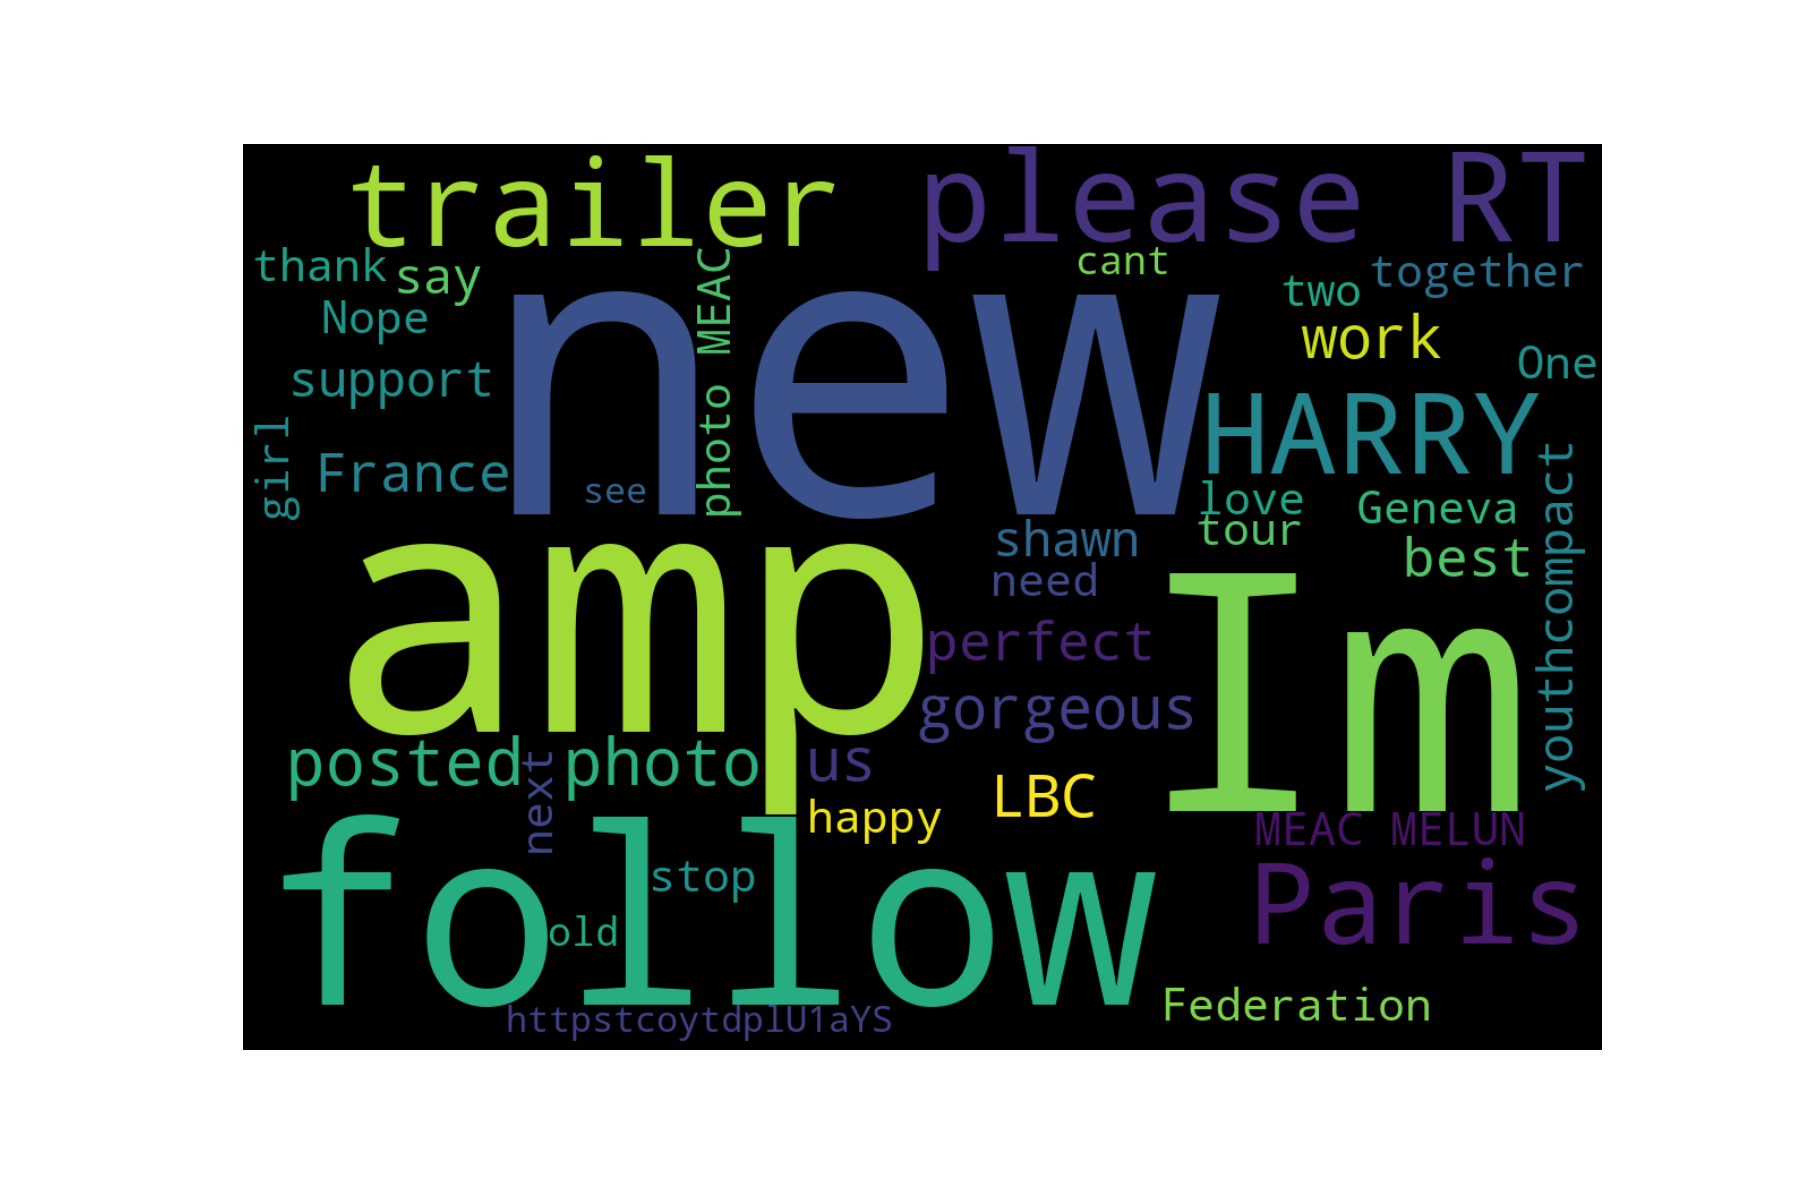 trailer
please RT
thank
say
photo MEAC
cant
two
together
Nope
new
work
One
support
HARRY
girl
France
see
love
Geneva
youthcompact
tour
shawn
best
amp
need
Im
perfect
gorgeous
posted photo
us
next
LBC
happy
MEAC MELUN
follow
stop
Paris
old
Federation
httpstcoytdplU1aYS